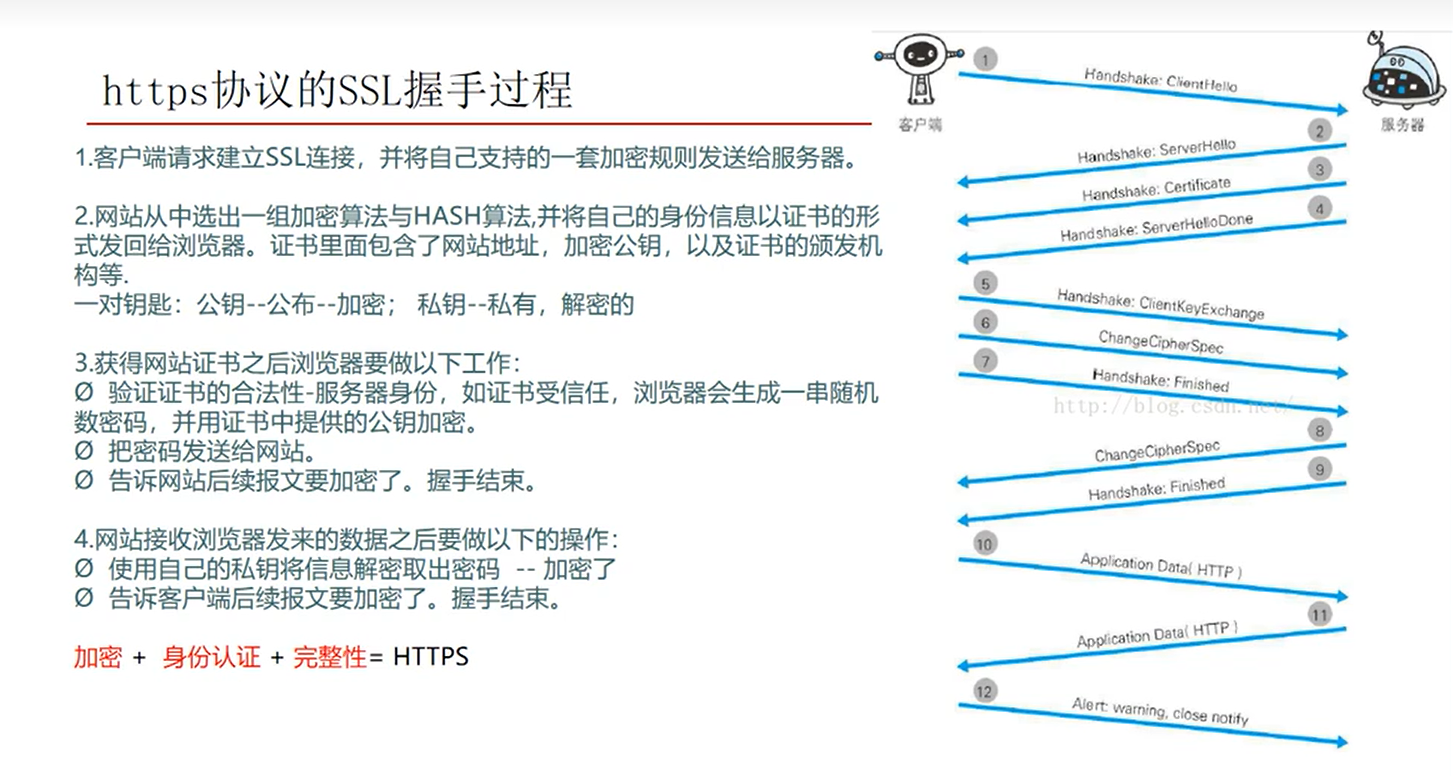 https协议的SSL握手过程
1.客户端请求建立SSL连接，并将自己支持的一套加密规则发送给服务器。
2.网站从中选出一组加密算法与HASH算法,并将自己的身份信息以证书的形
式发回给浏览器。证书里面包含了网站地址，加密公钥，以及证书的颁发机
构等.
一对钥匙：公钥--公布--加密； 私钥--私有，解密的
3.获得网站证书之后浏览器要做以下工作：
Ø 验证证书的合法性-服务器身份，如证书受信任，浏览器会生成一串随机
数密码，并用证书中提供的公钥加密。
Ø 把密码发送给网站。
Ø 告诉网站后续报文要加密了。握手结束。
4.网站接收浏览器发来的数据之后要做以下的操作：
Ø 使用自己的私钥将信息解密取出密码 -- 加密了
Ø 告诉客户端后续报文要加密了。握手结束。
加密 + 身份认证 + 完整性= HTTPS
客户端
服务器
1 Handshake: ClientHello
2 Handshake: ServerHello
3 Handshake: Certificate
4 Handshake: ServerHelloDone
5 Handshake: ClientKeyExchange
6 ChangeCipherSpec
7 Handshake: Finished
http://blog.csdn.net/
8 ChangeCipherSpec
9 Handshake: Finished
10 Application Data( HTTP )
11 Application Data( HTTP )
12 Alert: warning, close notify